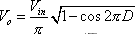 V_o = \frac{V_{in}}{\pi} \sqrt{1 - \cos 2\pi D}